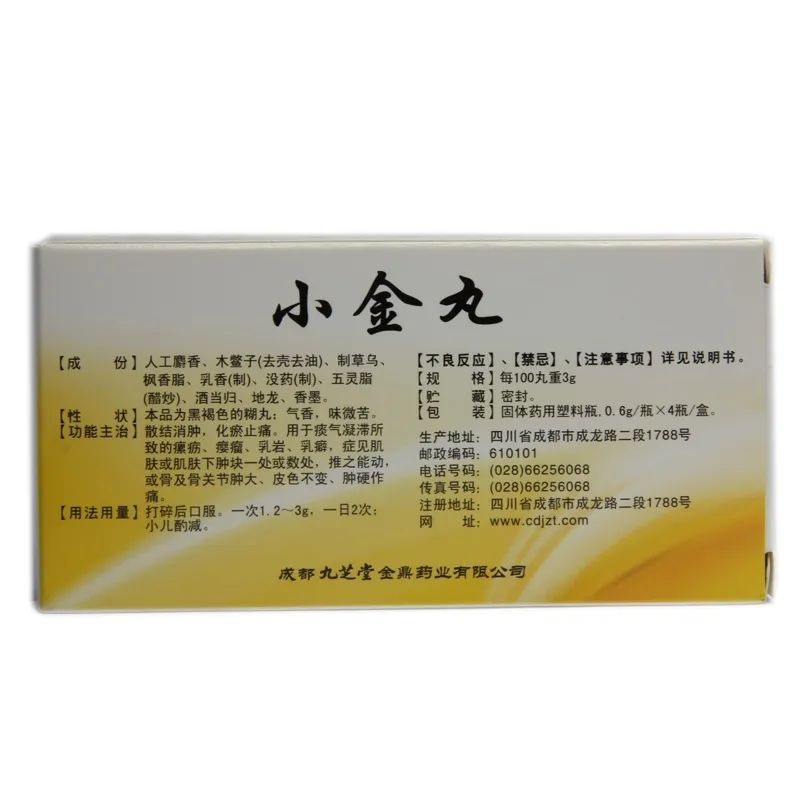 小金丸
【成 份】人工麝香、木鳖子(去壳去油)、制草乌、
枫香脂、乳香(制)、没药(制)、五灵脂
(醋炒)、酒当归、地龙、香墨。
【性 状】本品为黑褐色的糊丸；气香，味微苦。
【功能主治】散结消肿，化瘀止痛。用于痰气凝滞所
致的瘰疬、瘿瘤、乳岩、乳癖，症见肌
肤或肌肤下肿块一处或数处，推之能动，
或骨及骨关节肿大、皮色不变、肿硬作
痛。
【用法用量】打碎后口服。一次1.2～3g，一日2次；
小儿酌减。
【不良反应】、【禁忌】、【注意事项】详见说明书。
【规 格】每100丸重3g
【贮 藏】密封。
【包 装】固体药用塑料瓶.0.6g/瓶×4瓶/盒。
生产地址：四川省成都市成龙路二段1788号
邮政编码：610101
电话号码：(028)66256068
传真号码：(028)66256068
注册地址：四川省成都市成龙路二段1788号
网 址：www.cdjzt.com
成都九芝堂金鼎药业有限公司